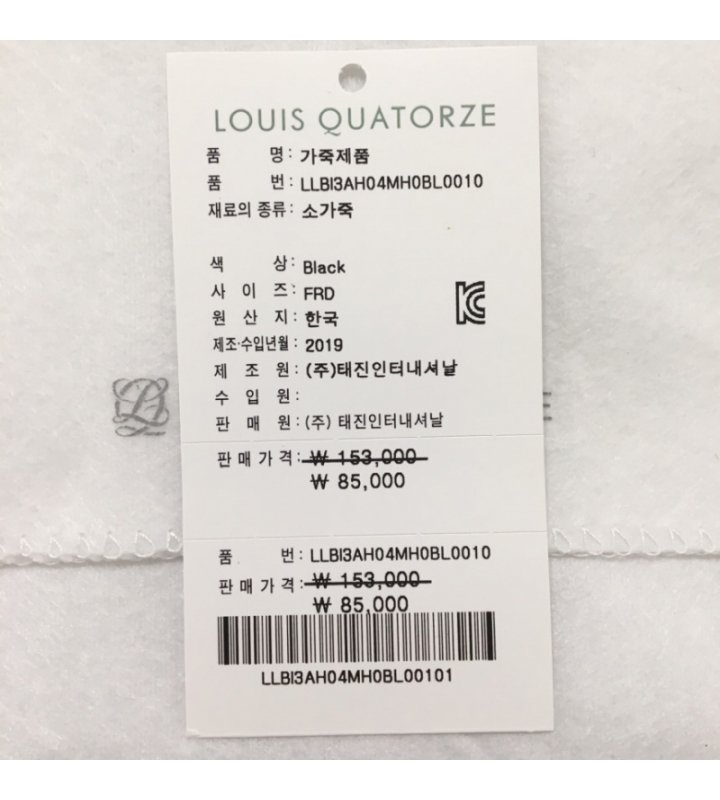 LOUIS QUATORZE
품 명 : 가죽제품
품 번 : LLBI3AH04MH0BL0010
재료의 종류 : 소가죽
색 상 : Black
사 이 즈 : FRD
원 산 지 : 한국
제조·수입년월 : 2019
제 조 원 : (주)태진인터내셔날
수 입 원 :
판 매 원 : (주) 태진인터내셔날
판 매 가 격 : ₩ 153,000
₩ 85,000
품 번 : LLBI3AH04MH0BL0010
판 매 가 격 : ₩ 153,000
₩ 85,000
LLBI3AH04MH0BL00101